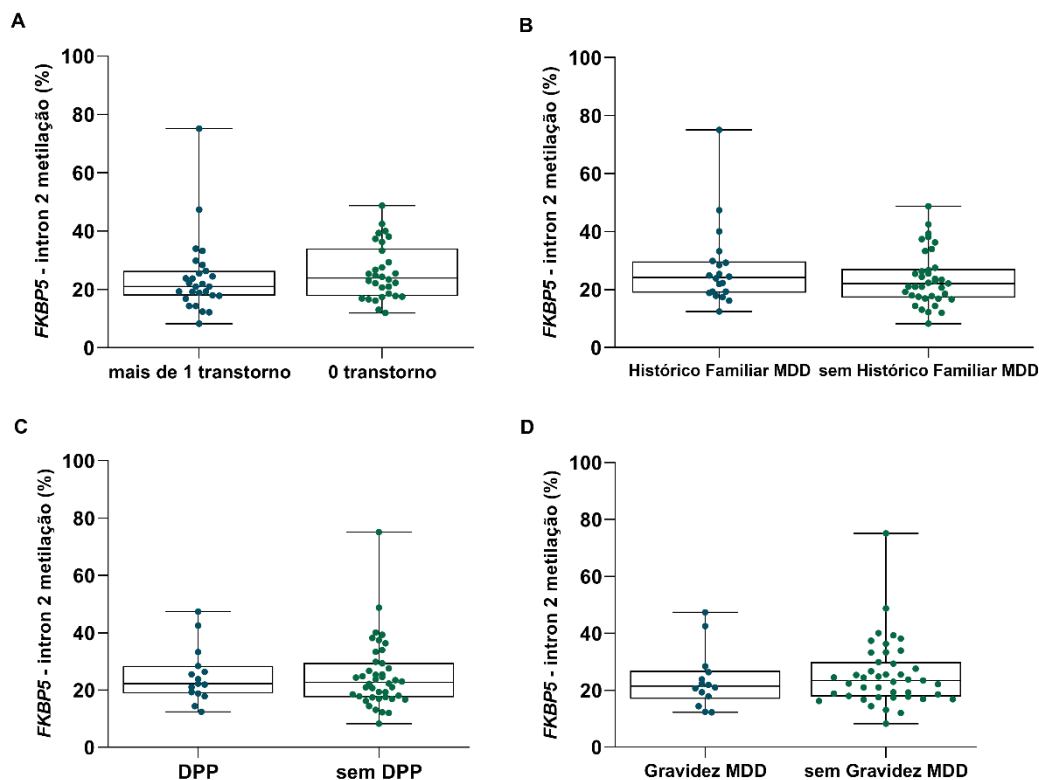 A
FKBP5 - intron 2 metilação (%)
100
80
60
40
20
0
mais de 1 transtorno
0 transtorno
B
FKBP5 - intron 2 metilação (%)
100
80
60
40
20
0
Histórico Familiar MDD
sem Histórico Familiar MDD
C
FKBP5 - intron 2 metilação (%)
100
80
60
40
20
0
DPP
sem DPP
D
FKBP5 - intron 2 metilação (%)
100
80
60
40
20
0
Gravidez MDD
sem Gravidez MDD